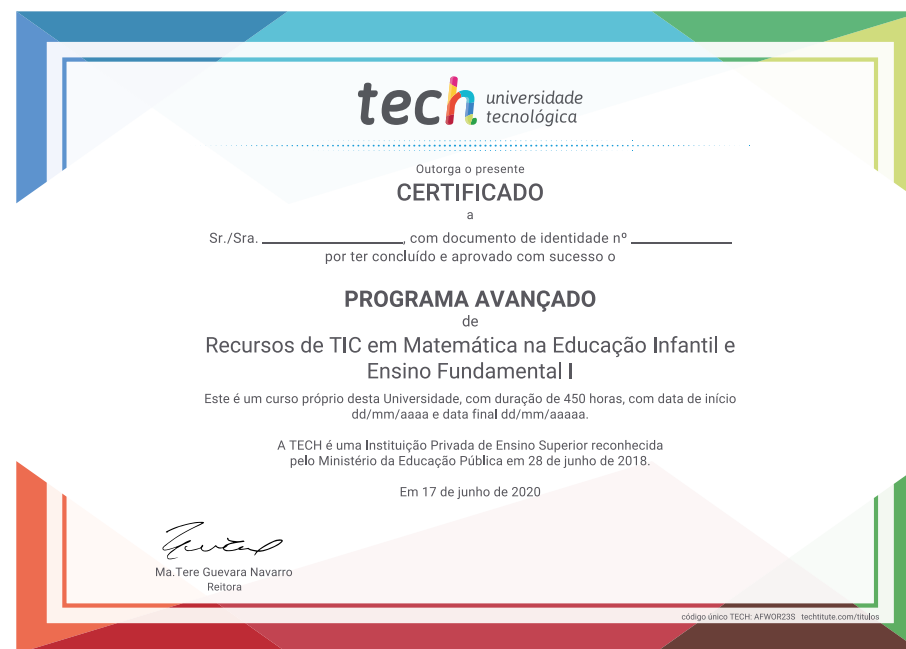 tech universidade
tecnológica
Outorga o presente
CERTIFICADO
a
Sr./Sra. ______________, com documento de identidade nº __________
por ter concluído e aprovado com sucesso o
PROGRAMA AVANÇADO
de
Recursos de TIC em Matemática na Educação Infantil e
Ensino Fundamental I
Este é um curso próprio desta Universidade, com duração de 450 horas, com data de início
dd/mm/aaaa e data final dd/mm/aaaaa.
A TECH é uma Instituição Privada de Ensino Superior reconhecida
pelo Ministério da Educação Pública em 28 de junho de 2018.
Em 17 de junho de 2020
Ma.Tere Guevara Navarro
Reitora
código único TECH: AFWOR23S techtitute.com/titulos